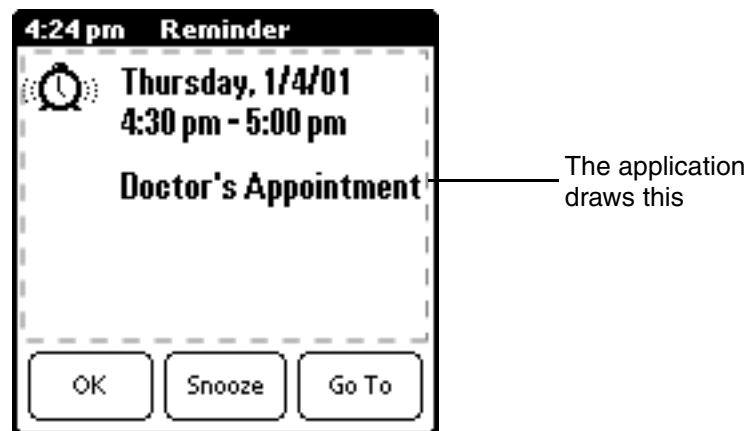 4:24 pm Reminder
Thursday, 1/4/01
4:30 pm - 5:00 pm
Doctor's Appointment
The application
draws this
OK Snooze Go To